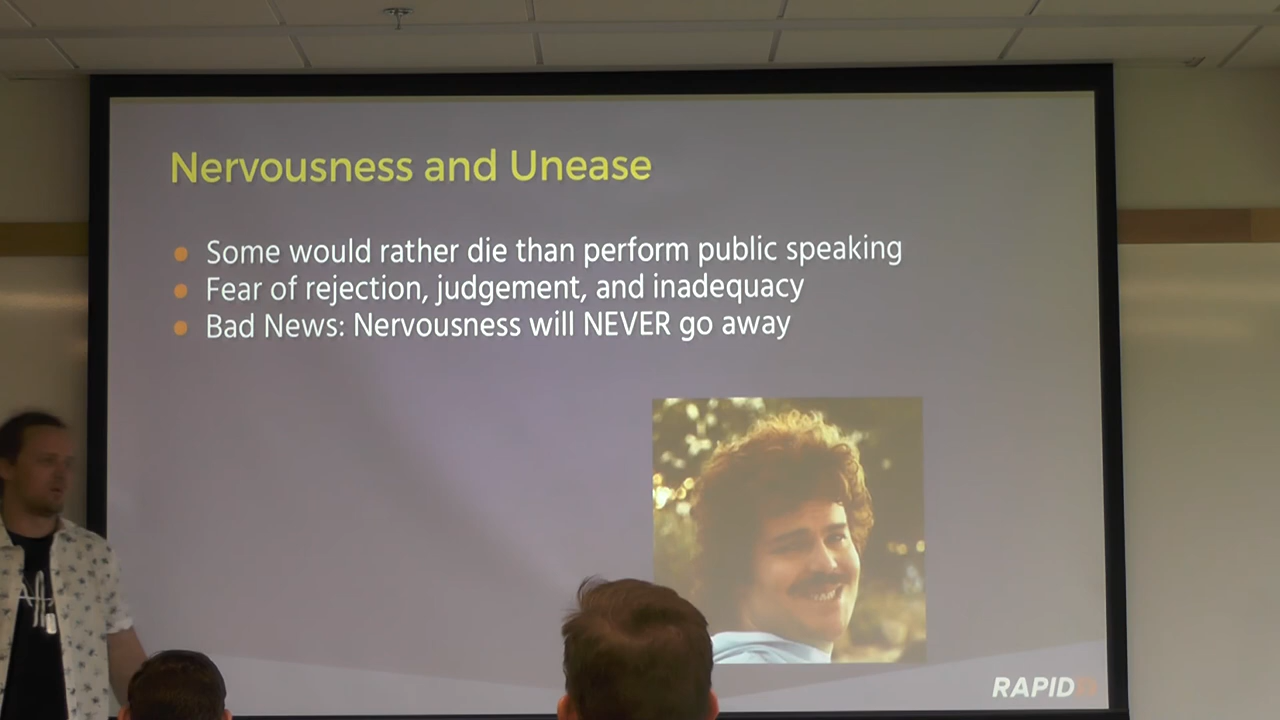 Nervousness and Unease
Some would rather die than perform public speaking
Fear of rejection, judgement, and inadequacy
Bad News: Nervousness will NEVER go away
RAPID